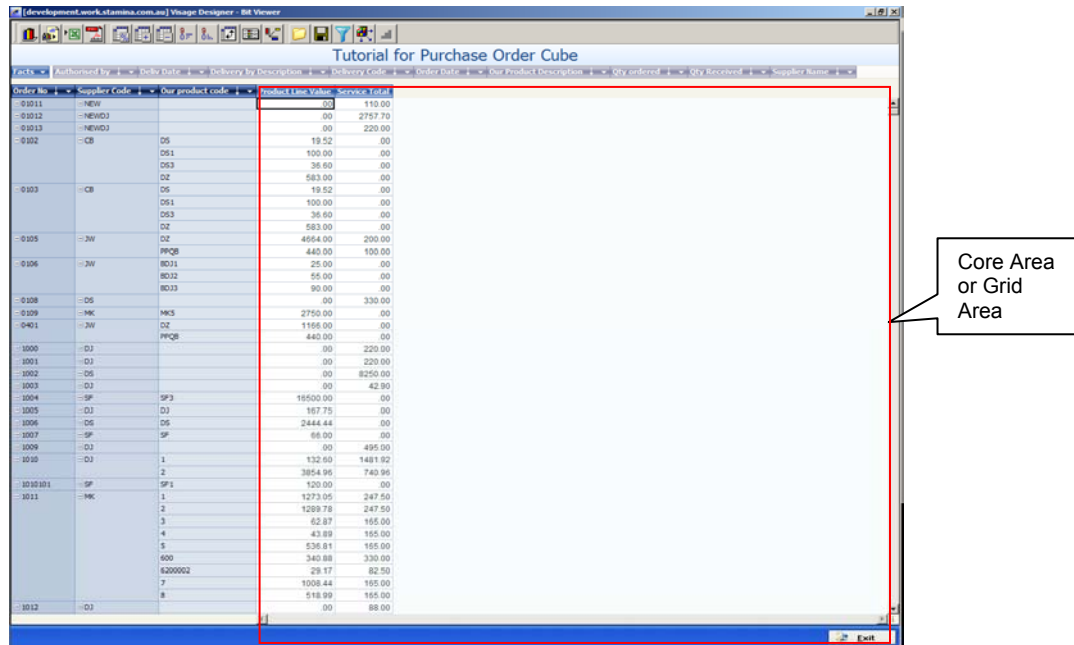 [development.work.stamina.com.au] Visage Designer - Bit Viewer
Tutorial for Purchase Order Cube
Facts Authorised by Deliv Date Delivery by Description Delivery Code Order Date Our Product Description Qty ordered Qty Received Supplier Name
Order No Supplier Code Our product code Product Line Value Service Total
01011 NEW .00 110.00
01012 NEWDJ .00 2757.70
01013 NEWDJ .00 220.00
0102 CB DS 19.52 .00
DS1 100.00 .00
DS3 36.60 .00
DZ 583.00 .00
0103 CB DS 19.52 .00
DS1 100.00 .00
DS3 36.60 .00
DZ 583.00 .00
0105 JW DZ 4664.00 200.00
PPQB 440.00 100.00
0106 JW BDJ1 25.00 .00
BDJ2 55.00 .00
BDJ3 90.00 .00
0108 DS .00 330.00
0109 MK MK5 2750.00 .00
0401 JW DZ 1166.00 .00
PPQB 440.00 .00
1000 DJ .00 220.00
1001 DJ .00 220.00
1002 DS .00 8250.00
1003 DJ .00 42.90
1004 SF SF3 16500.00 .00
1005 DJ DJ 167.75 .00
1006 DS DS 2444.44 .00
1007 SF SF 66.00 .00
1009 DJ .00 495.00
1010 DJ 1 132.60 1481.92
2 3854.96 740.96
1010101 SF SF1 120.00 .00
1011 MK 1 1273.05 247.50
2 1289.78 247.50
3 62.87 165.00
4 43.89 165.00
5 536.81 165.00
600 340.88 330.00
6200002 29.17 82.50
7 1008.44 165.00
8 518.99 165.00
1012 DJ .00 88.00
Exit
Core Area
or Grid
Area